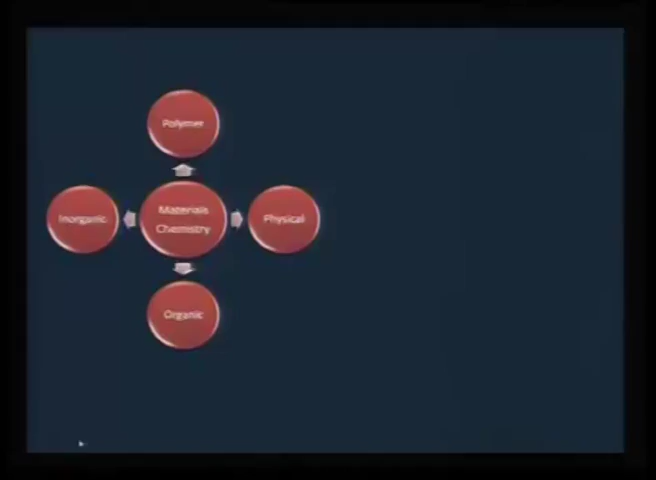 Polymer
Inorganic
Materials
Chemistry
Physical
Organic